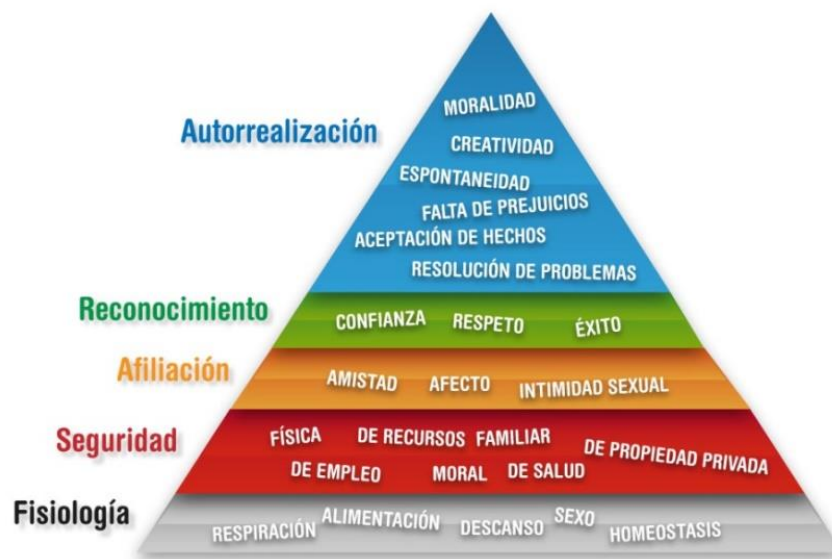 MORALIDAD
Autorrealización
CREATIVIDAD
ESPONTANEIDAD
FALTA DE PREJUICIOS
ACEPTACIÓN DE HECHOS
RESOLUCIÓN DE PROBLEMAS
Reconocimiento
CONFIANZA RESPETO ÉXITO
Afiliación
AMISTAD AFECTO INTIMIDAD SEXUAL
Seguridad
FÍSICA DE RECURSOS FAMILIAR DE PROPIEDAD PRIVADA
DE EMPLEO MORAL DE SALUD
Fisiología
RESPIRACIÓN ALIMENTACIÓN DESCANSO SEXO HOMEOSTASIS